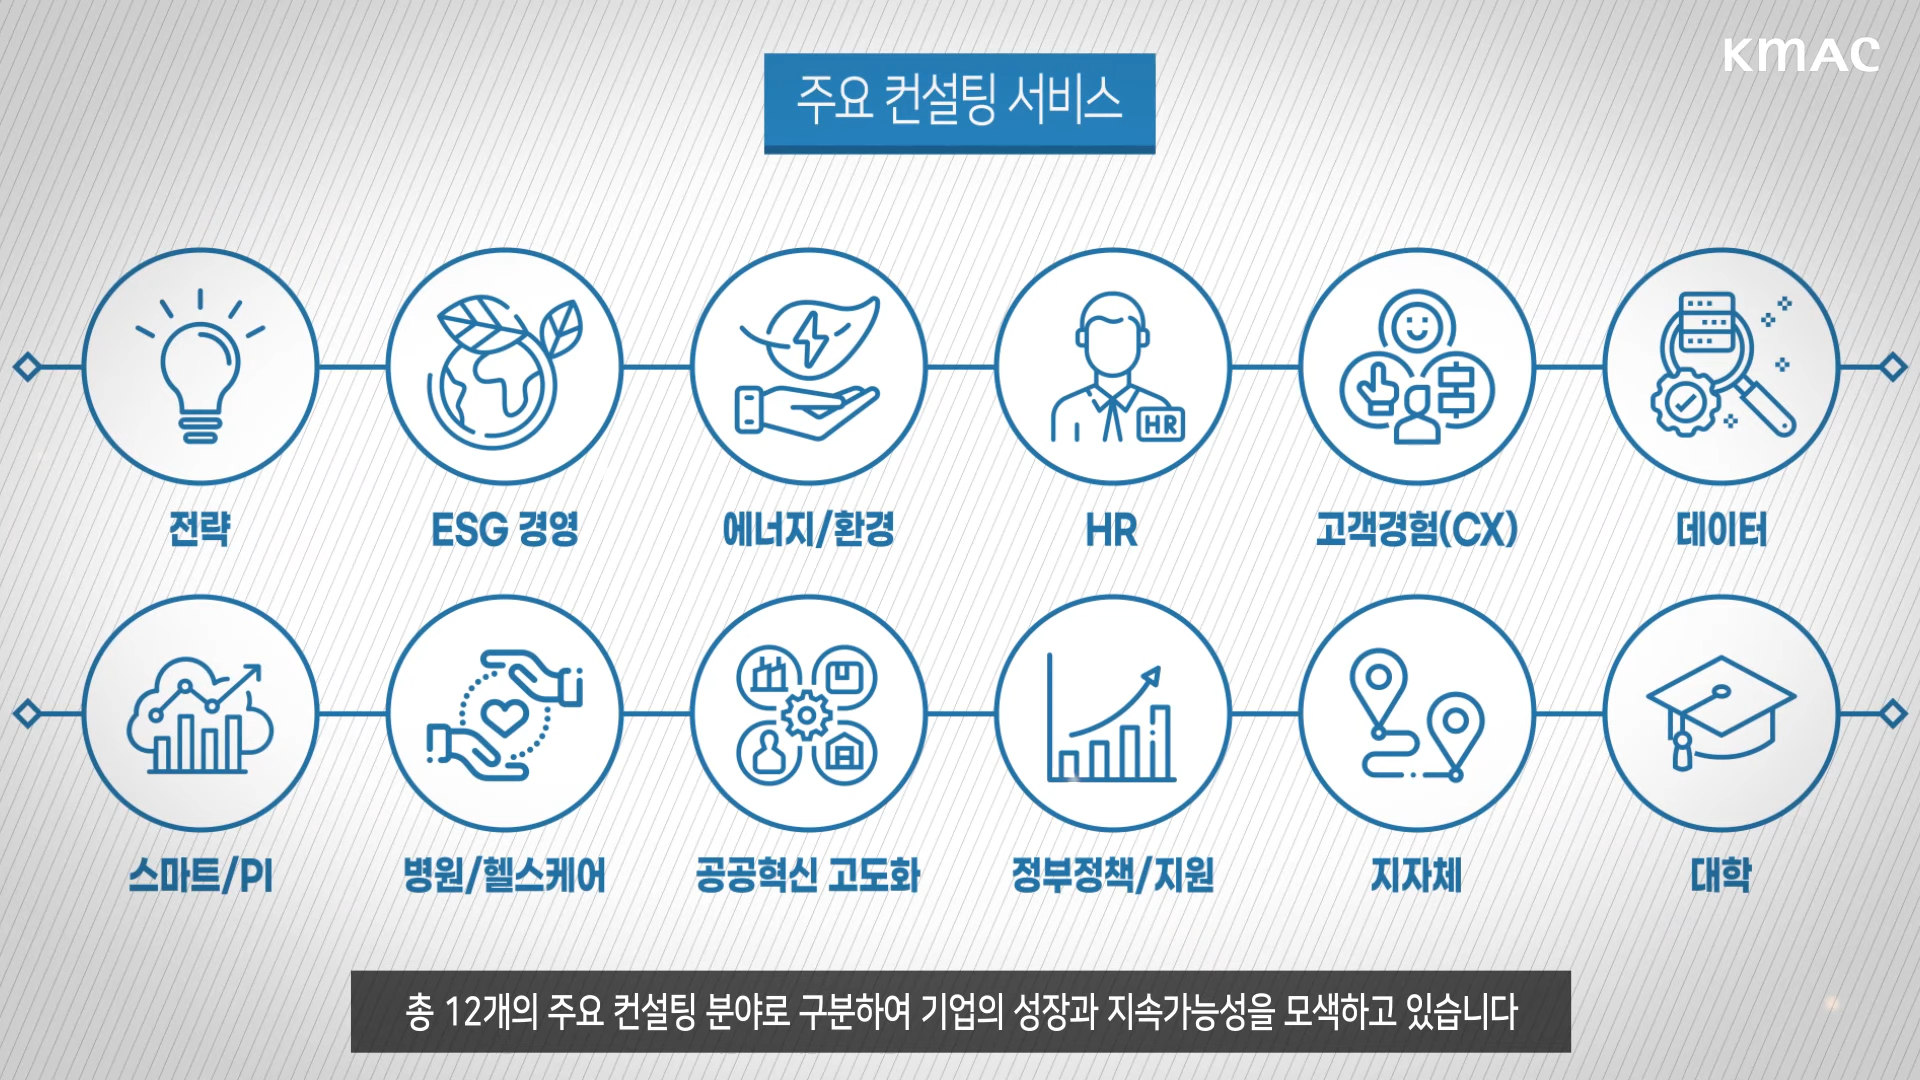 KMAC
주요 컨설팅 서비스
HR
전략
ESG 경영
에너지/환경
HR
고객경험(CX)
데이터
스마트/PI
병원/헬스케어
공공혁신 고도화
정부정책/지원
지자체
대학
총 12개의 주요 컨설팅 분야로 구분하여 기업의 성장과 지속가능성을 모색하고 있습니다